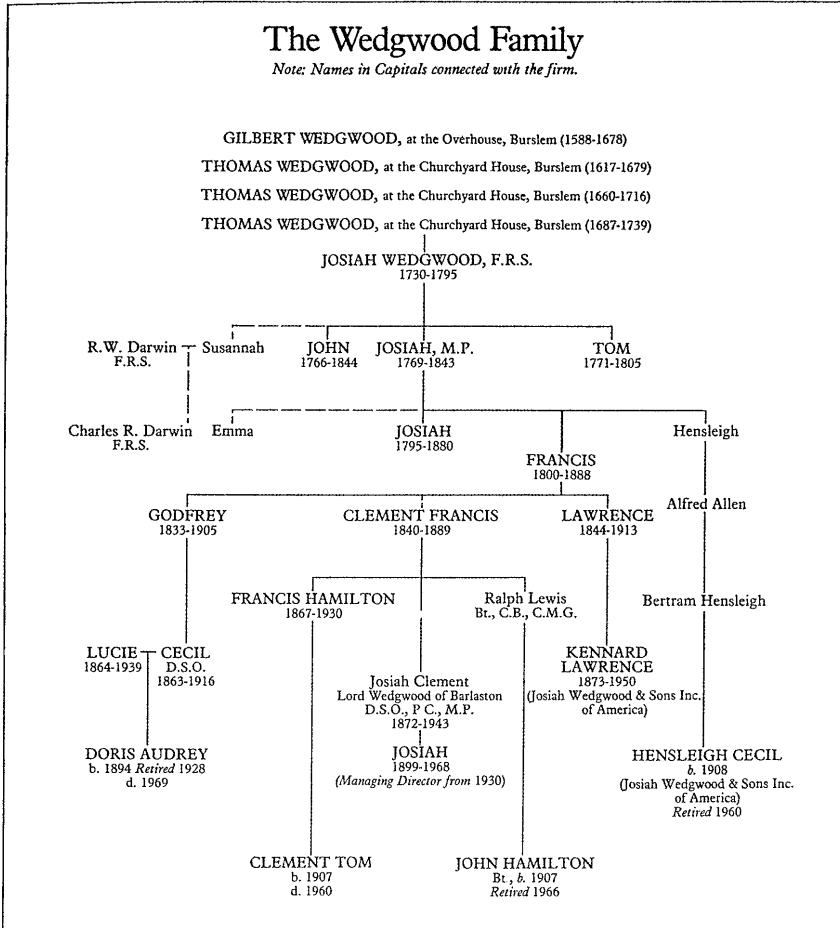 The Wedgwood Family
Note: Names in Capitals connected with the firm.
GILBERT WEDGWOOD, at the Overhouse, Burslem (1588-1678)
THOMAS WEDGWOOD, at the Churchyard House, Burslem (1617-1679)
THOMAS WEDGWOOD, at the Churchyard House, Burslem (1660-1716)
THOMAS WEDGWOOD, at the Churchyard House, Burslem (1687-1739)
JOSIAH WEDGWOOD, F.R.S.
1730-1795
R.W. Darwin
F.R.S.
Susannah
JOHN
1766-1844
JOSIAH, M.P.
1769-1843
TOM
1771-1805
Charles R. Darwin
F.R.S.
Emma
JOSIAH
1795-1880
FRANCIS
1800-1888
Hensleigh
GODFREY
1833-1905
CLEMENT FRANCIS
1840-1889
LAWRENCE
1844-1913
Alfred Allen
FRANCIS HAMILTON
1867-1930
Ralph Lewis
Bt., C.B., C.M.G.
Bertram Hensleigh
LUCIE
1864-1939
CECIL
D.S.O.
1863-1916
Josiah Clement
Lord Wedgwood of Barlaston
D.S.O., P C., M.P.
1872-1943
KENNARD
LAWRENCE
1873-1950
(Josiah Wedgwood & Sons Inc.
of America)
DORIS AUDREY
b. 1894 Retired 1928
d. 1969
JOSIAH
1899-1968
(Managing Director from 1930)
HENSLEIGH CECIL
b. 1908
(Josiah Wedgwood & Sons Inc.
of America)
Retired 1960
CLEMENT TOM
b. 1907
d. 1960
JOHN HAMILTON
Bt., b. 1907
Retired 1966